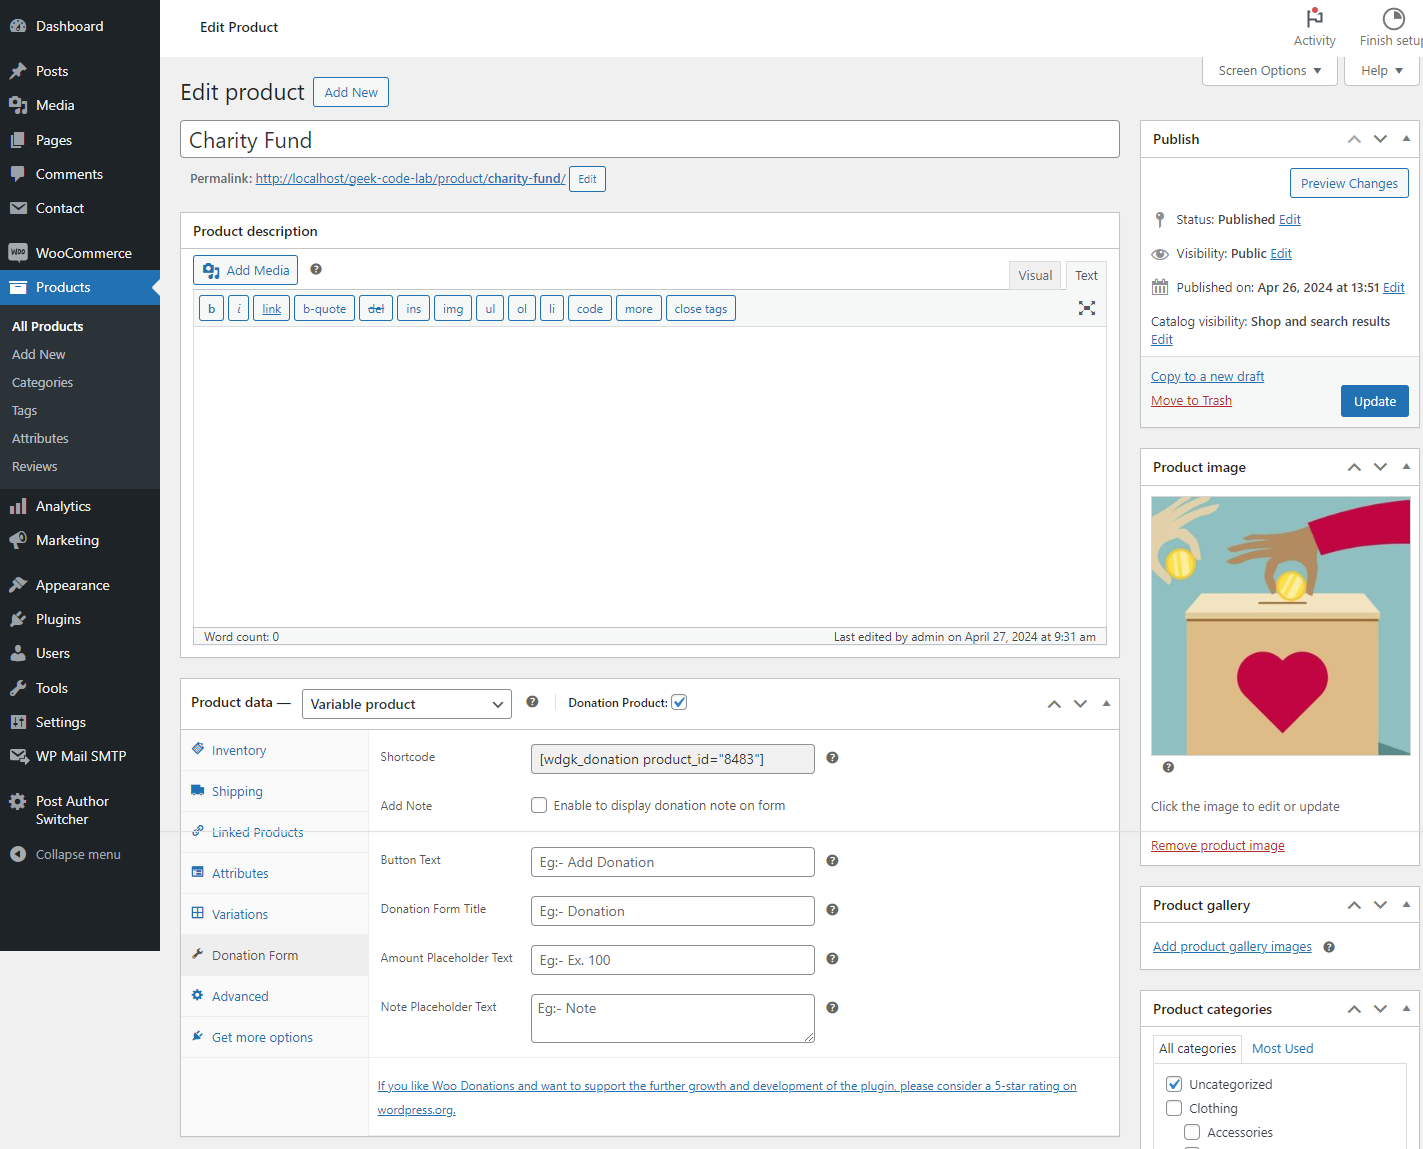 Dashboard
Posts
Media
Pages
Comments
Contact
WooCommerce
Products
All Products
Add New
Categories
Tags
Attributes
Reviews
Analytics
Marketing
Appearance
Plugins
Users
Tools
Settings
WP Mail SMTP
Post Author
Switcher
Collapse menu
Edit Product
Activity
Finish setu
Screen Options
Help
Edit product
Add New
Charity Fund
Permalink: http://localhost/geek-code-lab/product/charity-fund/ Edit
Product description
Add Media
Visual
Text
b
i
link
b-quote
del
ins
img
ul
ol
li
code
more
close tags
Word count: 0
Last edited by admin on April 27, 2024 at 9:31 am
Product data —
Variable product
Donation Product:
Inventory
Shipping
Linked Products
Attributes
Variations
Donation Form
Advanced
Get more options
Shortcode
[wdgk_donation product_id="8483"]
Add Note
Enable to display donation note on form
Button Text
Eg:- Add Donation
Donation Form Title
Eg:- Donation
Amount Placeholder Text
Eg:- Ex. 100
Note Placeholder Text
Eg:- Note
If you like Woo Donations and want to support the further growth and development of the plugin, please consider a 5-star rating on
wordpress.org.
Publish
Preview Changes
Status: Published Edit
Visibility: Public Edit
Published on: Apr 26, 2024 at 13:51 Edit
Catalog visibility: Shop and search results
Edit
Copy to a new draft
Move to Trash
Update
Product image
Click the image to edit or update
Remove product image
Product gallery
Add product gallery images
Product categories
All categories
Most Used
Uncategorized
Clothing
Accessories